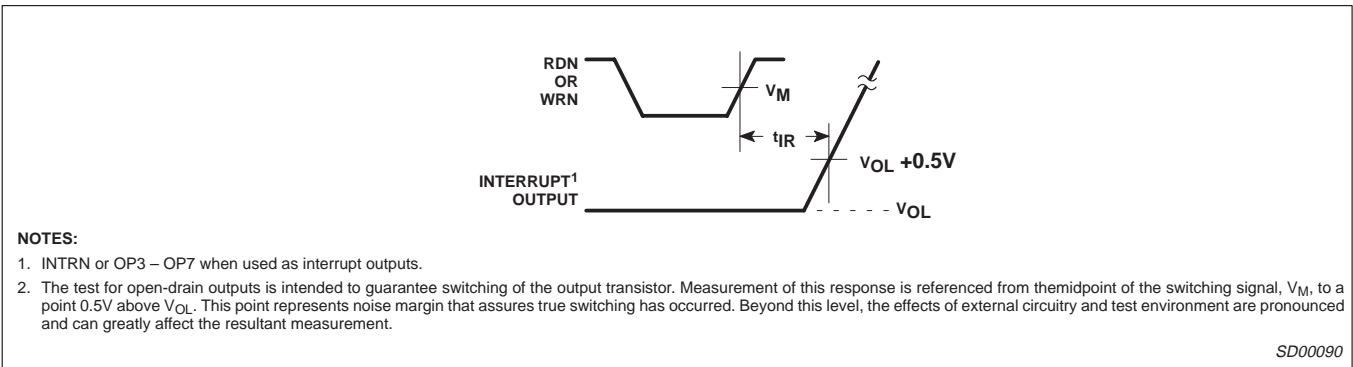 RDN
OR
WRN
VM
tIR
VOL +0.5V
INTERRUPT1
OUTPUT
VOL
NOTES:
1. INTRN or OP3 – OP7 when used as interrupt outputs.
2. The test for open-drain outputs is intended to guarantee switching of the output transistor. Measurement of this response is referenced from themidpoint of the switching signal, VM, to a
point 0.5V above VOL. This point represents noise margin that assures true switching has occurred. Beyond this level, the effects of external circuitry and test environment are pronounced
and can greatly affect the resultant measurement.
SD00090